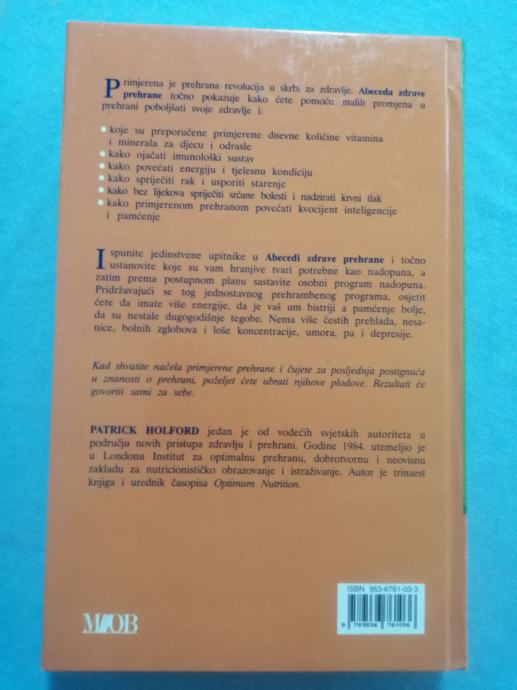 Primjerena je prehrana revolucija u skrbi za zdravlje. Abeceda zdrave
prehrane točno pokazuje kako ćete pomoću malih promjena u
prehrani poboljšati svoje zdravlje i:
koje su preporučene primjerene dnevne količine vitamina
i minerala za djecu i odrasle
kako ojačati imunološki sustav
kako povećati energiju i tjelesnu kondiciju
kako spriječiti rak i usporiti starenje
kako bez lijekova spriječiti srčane bolesti i nadzirati krvni tlak
kako primjerenom prehranom povećati kvocijent inteligencije
i pamćenje
Ispunite jedinstvene upitnike u Abecedi zdrave prehrane i točno
ustanovite koje su vam hranjive tvari potrebne kao nadopuna, a
zatim prema postupnom planu sastavite osobni program nadopuna.
Pridržavajući se tog jednostavnog prehrambenog programa, osjetit
ćete da imate više energije, da je vaš um bistriji a pamćenje bolje,
da su nestale dugogodišnje tegobe. Nema više čestih prehlada, nesa-
nice, bolnih zglobova i loše koncentracije, umora, pa i depresije.
Kad shvatite načela primjerene prehrane i čujete za posljednja postignuća
u znanosti o prehrani, poželjet ćete ubrati njihove plodove. Rezultati će
govoriti sami za sebe.
PATRICK HOLFORD jedan je od vodećih svjetskih autoriteta u
području novih pristupa zdravlju i prehrani. Godine 1984. utemeljio je
u Londonu Institut za optimalnu prehranu, dobrotvornu i neovisnu
zakladu za nutricionističko obrazovanje i istraživanje. Autor je trinaest
knjiga i urednik časopisa Optimum Nutrition.
ISBN 953-6761-03-3
9 789536 761036